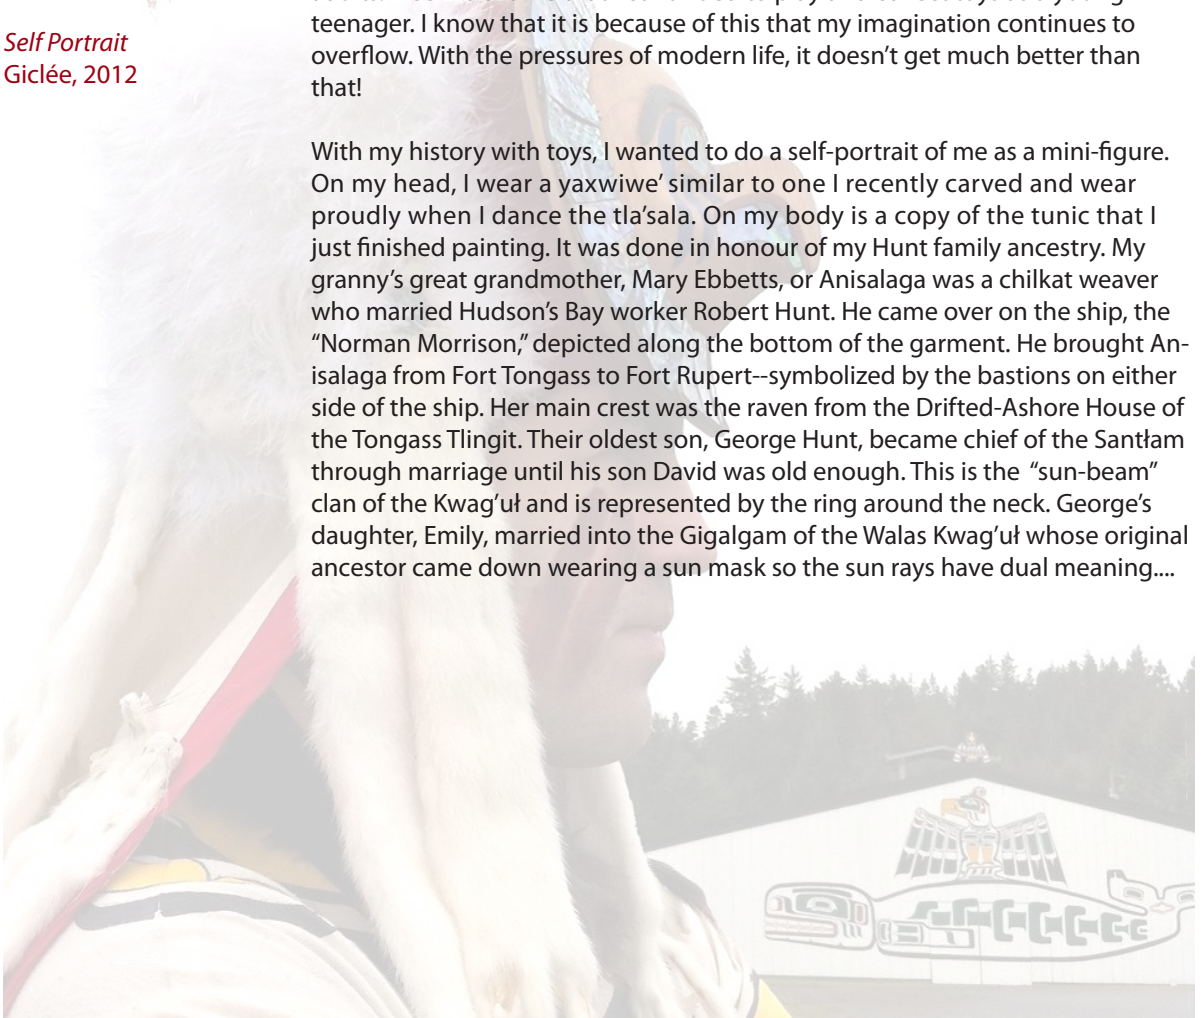 Self Portrait
Giclée, 2012
teenager. I know that it is because of this that my imagination continues to
overflow. With the pressures of modern life, it doesn’t get much better than
that!
With my history with toys, I wanted to do a self-portrait of me as a mini-figure.
On my head, I wear a yaxwiwe’ similar to one I recently carved and wear
proudly when I dance the tla’sala. On my body is a copy of the tunic that I
just finished painting. It was done in honour of my Hunt family ancestry. My
granny’s great grandmother, Mary Ebbetts, or Anisalaga was a chilkat weaver
who married Hudson’s Bay worker Robert Hunt. He came over on the ship, the
“Norman Morrison,” depicted along the bottom of the garment. He brought An-
isalaga from Fort Tongass to Fort Rupert--symbolized by the bastions on either
side of the ship. Her main crest was the raven from the Drifted-Ashore House of
the Tongass Tlingit. Their oldest son, George Hunt, became chief of the Santłam
through marriage until his son David was old enough. This is the “sun-beam”
clan of the Kwag’uł and is represented by the ring around the neck. George’s
daughter, Emily, married into the Gigalgam of the Walas Kwag’uł whose original
ancestor came down wearing a sun mask so the sun rays have dual meaning....